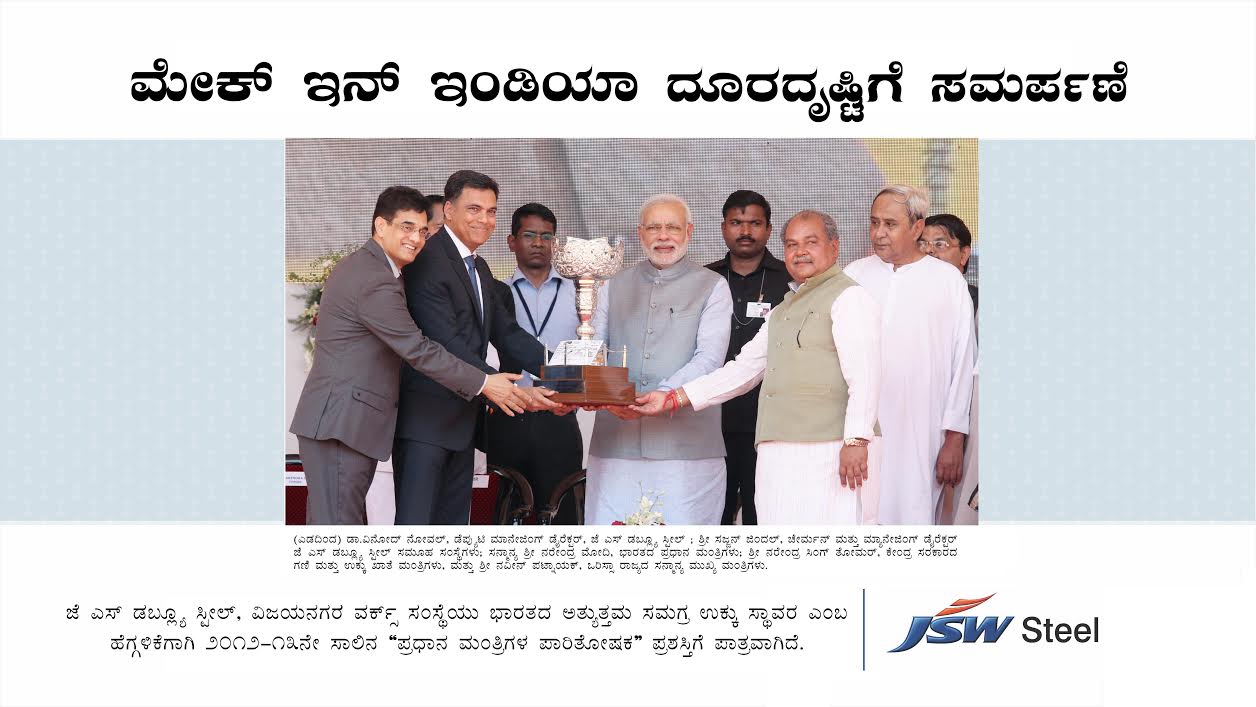 ಮೇಕ್ ಇನ್ ಇಂಡಿಯಾ ದೂರದೃಷ್ಟಿಗೆ ಸಮರ್ಪಣೆ
(ಎಡದಿಂದ) ಡಾ.ವಿನೋದ್ ನೋವಲ್, ಡೆಪ್ಯುಟಿ ಮಾನೇಜಿಂಗ್ ಡೈರೆಕ್ಟರ್, ಜೆ ಎಸ್ ಡಬ್ಲ್ಯೂ ಸ್ಟೀಲ್ ; ಶ್ರೀ ಸಜ್ಜನ್ ಜಿಂದಲ್, ಚೇರ್ಮನ್ ಮತ್ತು ಮ್ಯಾನೇಜಿಂಗ್ ಡೈರೆಕ್ಟರ್
ಜೆ ಎಸ್ ಡಬ್ಲ್ಯೂ ಸ್ಟೀಲ್ ಸಮೂಹ ಸಂಸ್ಥೆಗಳು; ಸನ್ಮಾನ್ಯ ಶ್ರೀ ನರೇಂದ್ರ ಮೋದಿ, ಭಾರತದ ಪ್ರಧಾನ ಮಂತ್ರಿಗಳು; ಶ್ರೀ ನರೇಂದ್ರ ಸಿಂಗ್ ತೋಮರ್, ಕೇಂದ್ರ ಸರಕಾರದ
ಗಣಿ ಮತ್ತು ಉಕ್ಕು ಖಾತೆ ಮಂತ್ರಿಗಳು, ಮತ್ತು ಶ್ರೀ ನವೀನ್ ಪಟ್ನಾಯಕ್, ಒರಿಸ್ಸಾ ರಾಜ್ಯದ ಸನ್ಮಾನ್ಯ ಮುಖ್ಯ ಮಂತ್ರಿಗಳು.
ಜೆ ಎಸ್ ಡಬ್ಲ್ಯೂ ಸ್ಟೀಲ್, ವಿಜಯನಗರ ವರ್ಕ್ಸ್ ಸಂಸ್ಥೆಯು ಭಾರತದ ಅತ್ಯುತ್ತಮ ಸಮಗ್ರ ಉಕ್ಕು ಸ್ಥಾವರ ಎಂಬ
ಹೆಗ್ಗಳಿಕೆಗಾಗಿ ೨೦೧೨-೧೩ನೇ ಸಾಲಿನ “ಪ್ರಧಾನ ಮಂತ್ರಿಗಳ ಪಾರಿತೋಷಕ” ಪ್ರಶಸ್ತಿಗೆ ಪಾತ್ರವಾಗಿದೆ.
JSW Steel